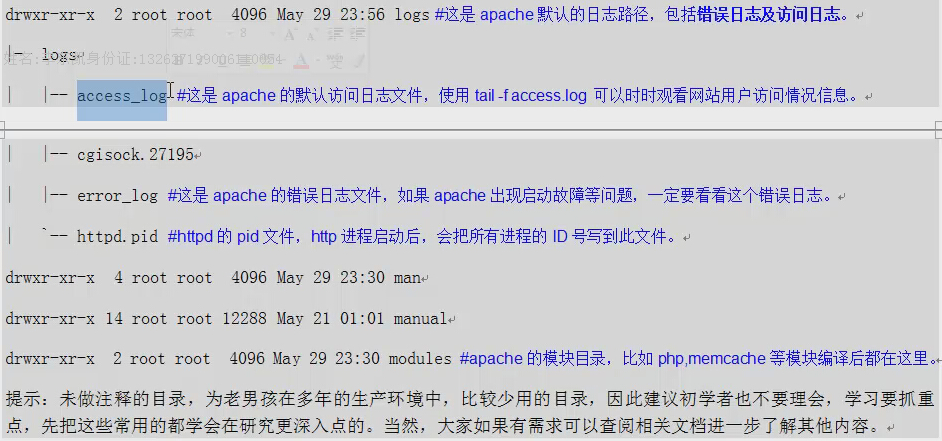 drwxr-xr-x  2 root root  4096 May 29 23:56 logs #这是 apache 默认的日志路径，包括错误日志及访问日志。
|-- logs
|   |-- access_log #这是 apache 的默认访问日志文件，使用 tail -f access.log 可以时时观看网站用户访问情况信息。
|   |-- cgisock.27195
|   |-- error_log #这是 apache 的错误日志文件，如果 apache 出现启动故障等问题，一定要看看这个错误日志。
|   `-- httpd.pid #httpd 的 pid 文件，http 进程启动后，会把所有进程的 ID 号写到此文件。
drwxr-xr-x  4 root root  4096 May 29 23:30 man
drwxr-xr-x 14 root root 12288 May 21 01:01 manual
drwxr-xr-x  2 root root  4096 May 29 23:30 modules #apache 的模块目录，比如 php,memcache 等模块编译后都在这里。
提示：未做注释的目录，为老男孩在多年的生产环境中，比较少用的目录，因此建议初学者也不要理会，学习要抓重
点，先把这些常用的都学会在研究更深入点的。当然，大家如果有需求可以查阅相关文档进一步了解其他内容。